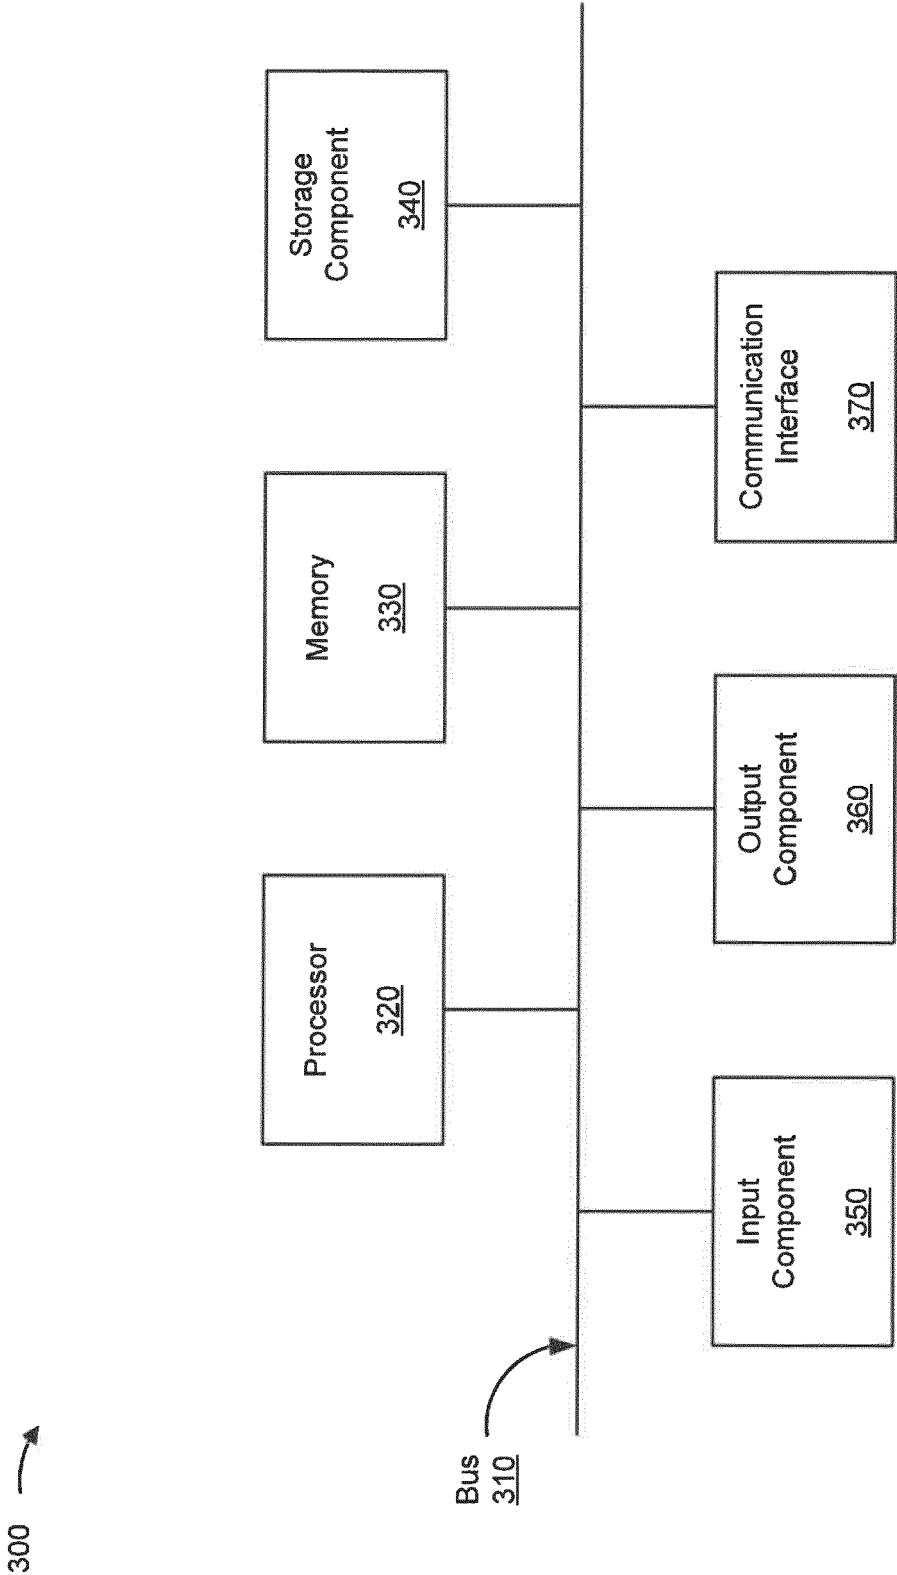 300
Processor
320
Memory
330
Storage
Component
340
Bus
310
Input
Component
350
Output
Component
360
Communication
Interface
370